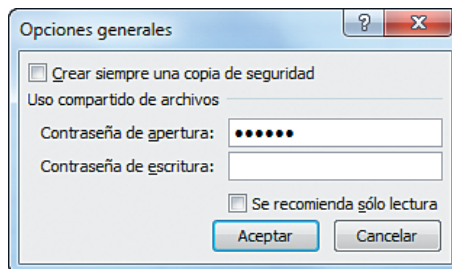 Opciones generales
Crear siempre una copia de seguridad
Uso compartido de archivos
Contraseña de apertura: ●●●●●●
Contraseña de escritura:
Se recomienda sólo lectura
Aceptar Cancelar